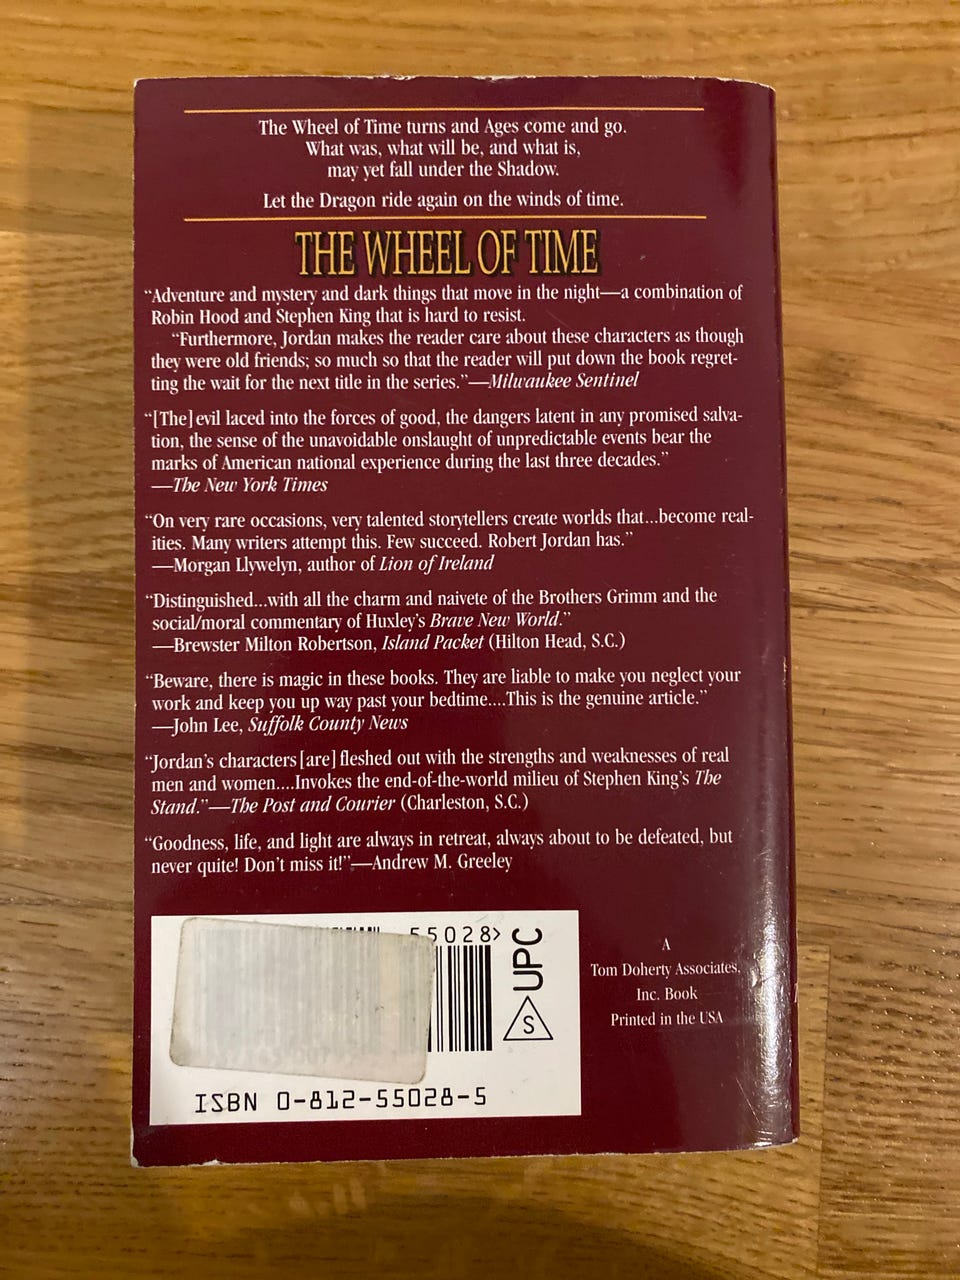 The Wheel of Time turns and Ages come and go.
What was, what will be, and what is,
may yet fall under the Shadow.
Let the Dragon ride again on the winds of time.
THE WHEEL OF TIME
“Adventure and mystery and dark things that move in the night—a combination of
Robin Hood and Stephen King that is hard to resist.
“Furthermore, Jordan makes the reader care about these characters as though
they were old friends; so much so that the reader will put down the book regret-
ting the wait for the next title in the series.”—Milwaukee Sentinel
“[The] evil laced into the forces of good, the dangers latent in any promised salva-
tion, the sense of the unavoidable onslaught of unpredictable events bear the
marks of American national experience during the last three decades.”
—The New York Times
“On very rare occasions, very talented storytellers create worlds that...become real-
ities. Many writers attempt this. Few succeed. Robert Jordan has.”
—Morgan Llywelyn, author of Lion of Ireland
“Distinguished...with all the charm and naivete of the Brothers Grimm and the
social/moral commentary of Huxley’s Brave New World.”
—Brewster Milton Robertson, Island Packet (Hilton Head, S.C.)
“Beware, there is magic in these books. They are liable to make you neglect your
work and keep you up way past your bedtime....This is the genuine article.”
—John Lee, Suffolk County News
“Jordan’s characters [are] fleshed out with the strengths and weaknesses of real
men and women....Invokes the end-of-the-world milieu of Stephen King’s The
Stand.”—The Post and Courier (Charleston, S.C.)
“Goodness, life, and light are always in retreat, always about to be defeated, but
never quite! Don’t miss it!”—Andrew M. Greeley
55028>
UPC
S
ISBN 0-812-55028-5
A
Tom Doherty Associates,
Inc. Book
Printed in the USA